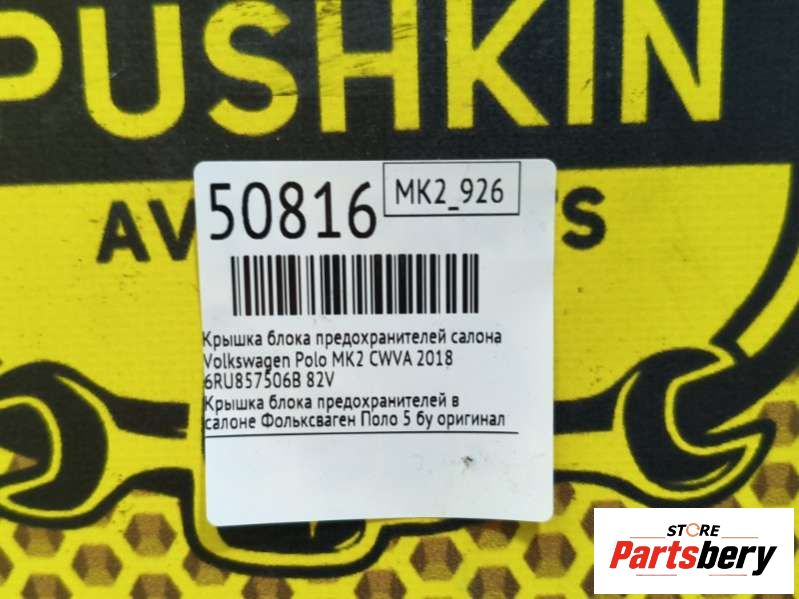 PUSHKIN
50816
MK2_926
Крышка блока предохранителей салона
Volkswagen Polo MK2 CWVA 2018
6RU857506B 82V
Крышка блока предохранителей в
салоне Фольксваген Поло 5 бу оригинал
STORE
Partsbery